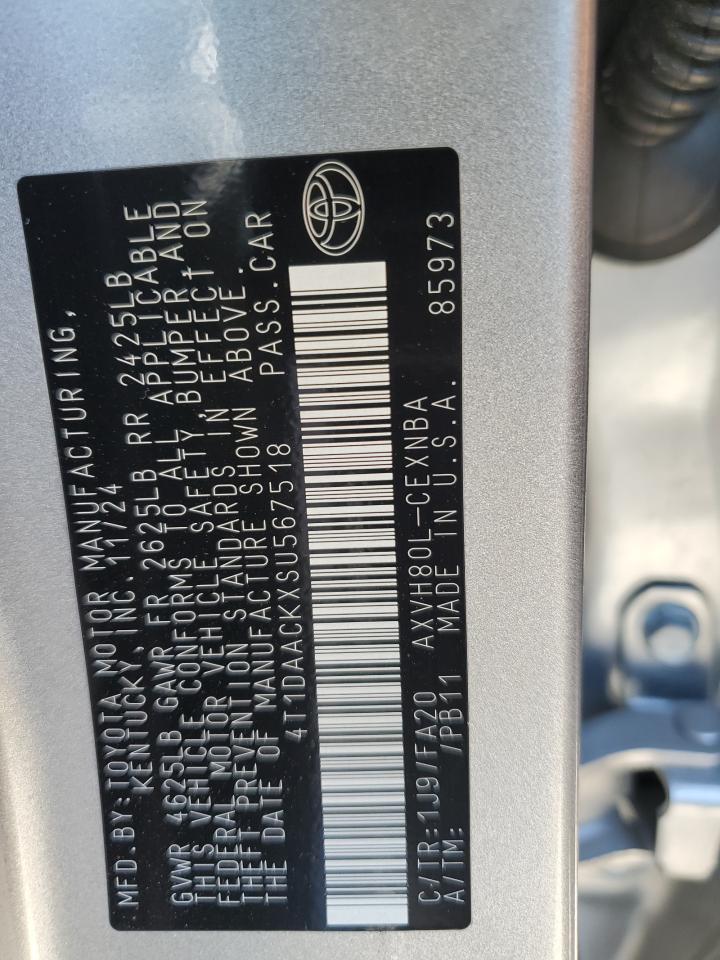 MFD.BY:TOYOTA MOTOR MANUFACTURING,
KENTUCKY, INC.11/24
GVWR 4625LB GAWR FR 2625LB RR 2425LB
THIS VEHICLE CONFORMS TO ALL APPLICABLE
FEDERAL MOTOR VEHICLE SAFETY,BUMPER,AND
THEFT PREVENTION STANDARDS IN EFFECT ON
THE DATE OF MANUFACTURE SHOWN ABOVE.
4T1DAACKXSU567518 PASS.CAR
C/TR:1J9/FA20 AXVH80L-CEXNBA 85973
A/TM: /PB11 MADE IN U.S.A.